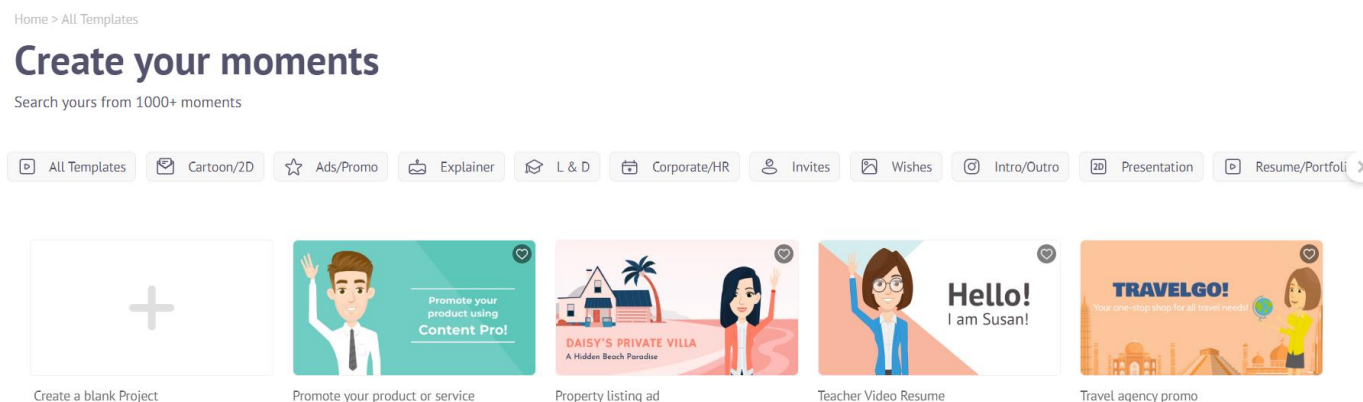 Home > All Templates
Create your moments
Search yours from 1000+ moments
All Templates
Cartoon/2D
Ads/Promo
Explainer
L & D
Corporate/HR
Invites
Wishes
Intro/Outro
2D
Presentation
Resume/Portfoli
Create a blank Project
Promote your
product using
Content Pro!
Promote your product or service
DAISY'S PRIVATE VILLA
A Hidden Beach Paradise
Property listing ad
Hello!
I am Susan!
Teacher Video Resume
TRAVELGO!
Your one-stop shop for all travel needs!
Travel agency promo